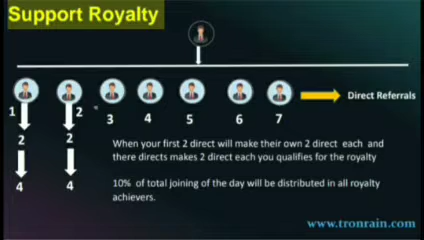 Support Royalty
Direct Referrals
1 2 3 4 5 6 7
2 2
4 4
When your first 2 direct will make their own 2 direct each and
there directs makes 2 direct each you qualifies for the royalty
10% of total joining of the day will be distributed in all royalty
achievers.
www.tronrain.com